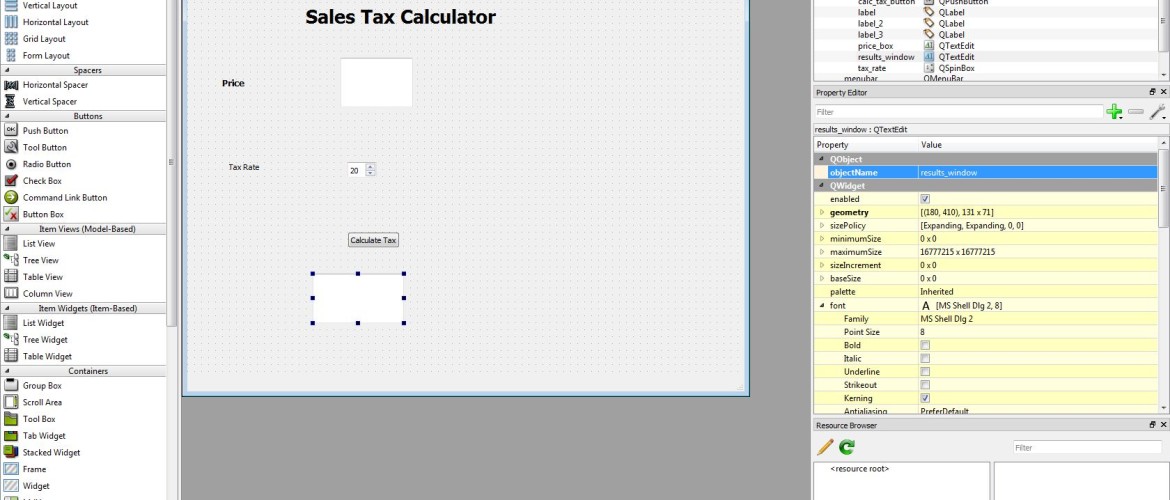 Vertical Layout
Horizontal Layout
Grid Layout
Form Layout
Spacers
Horizontal Spacer
Vertical Spacer
Buttons
OK Push Button
Tool Button
Radio Button
Check Box
Command Link Button
Button Box
Item Views (Model-Based)
List View
Tree View
Table View
Column View
Item Widgets (Item-Based)
List Widget
Tree Widget
Table Widget
Containers
Group Box
Scroll Area
Tool Box
Tab Widget
Stacked Widget
Frame
Widget
Sales Tax Calculator
Price
Tax Rate
20
Calculate Tax
calc_tax_button QPushButton
label QLabel
label_2 QLabel
label_3 QLabel
price_box QTextEdit
results_window QTextEdit
tax_rate QSpinBox
menubar QMenuBar
Property Editor
Filter
results_window : QTextEdit
Property Value
QObject
objectName results_window
QWidget
enabled
geometry [(180, 410), 131 x 71]
sizePolicy [Expanding, Expanding, 0, 0]
minimumSize 0 x 0
maximumSize 16777215 x 16777215
sizeIncrement 0 x 0
baseSize 0 x 0
palette Inherited
font A [MS Shell Dlg 2, 8]
Family MS Shell Dlg 2
Point Size 8
Bold
Italic
Underline
Strikeout
Kerning
Antialiasing PreferDefault
Resource Browser
Filter
<resource root>